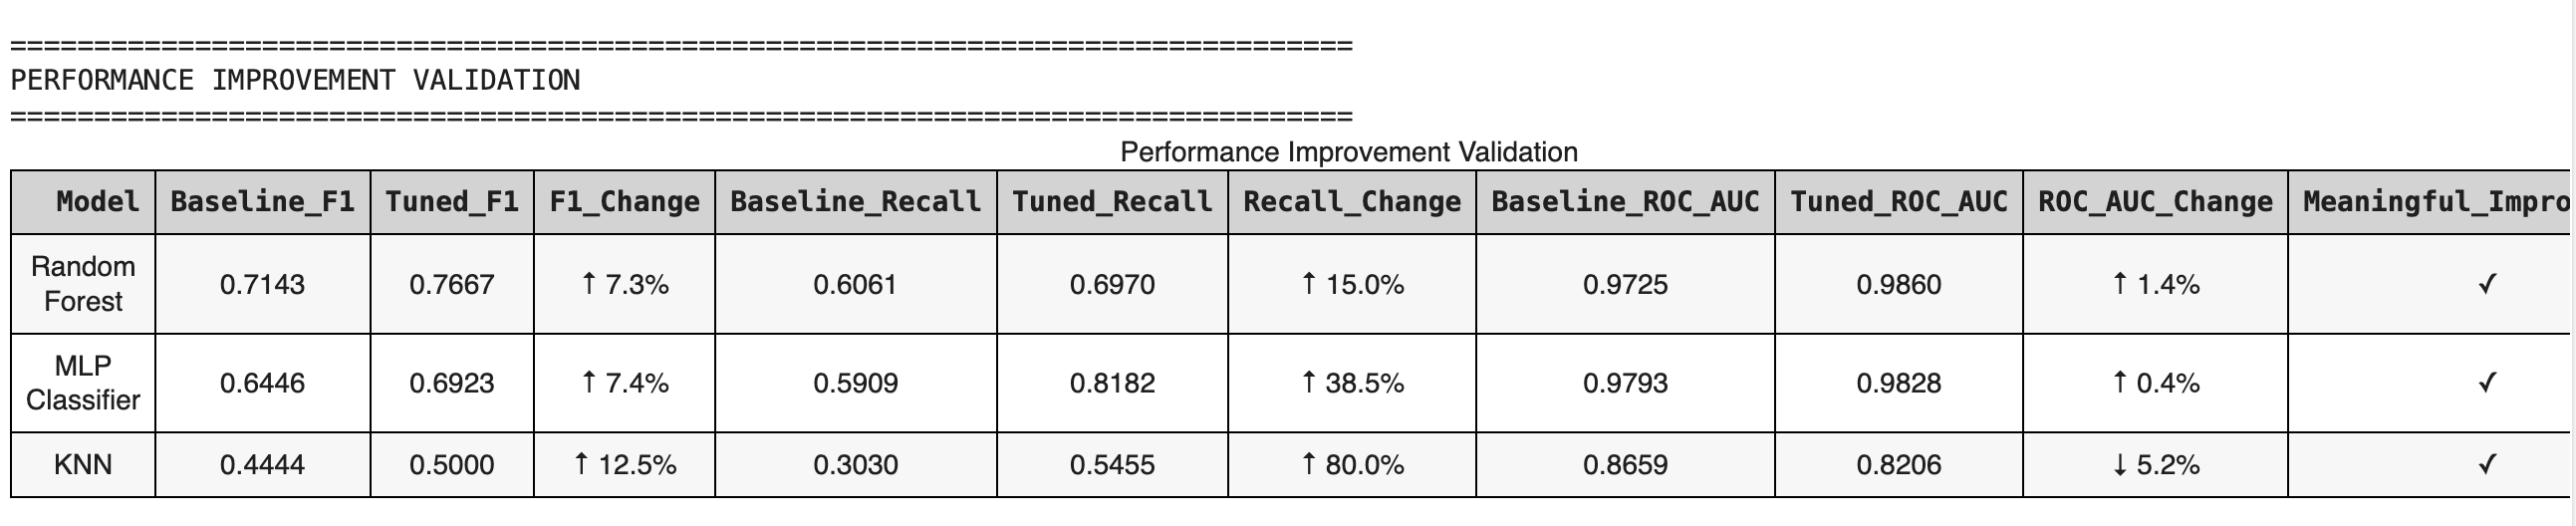 ================================================================================
PERFORMANCE IMPROVEMENT VALIDATION
================================================================================
Performance Improvement Validation
Model Baseline_F1 Tuned_F1 F1_Change Baseline_Recall Tuned_Recall Recall_Change Baseline_ROC_AUC Tuned_ROC_AUC ROC_AUC_Change Meaningful_Impro
Random Forest 0.7143 0.7667 ↑ 7.3% 0.6061 0.6970 ↑ 15.0% 0.9725 0.9860 ↑ 1.4% ✓
MLP Classifier 0.6446 0.6923 ↑ 7.4% 0.5909 0.8182 ↑ 38.5% 0.9793 0.9828 ↑ 0.4% ✓
KNN 0.4444 0.5000 ↑ 12.5% 0.3030 0.5455 ↑ 80.0% 0.8659 0.8206 ↓ 5.2% ✓